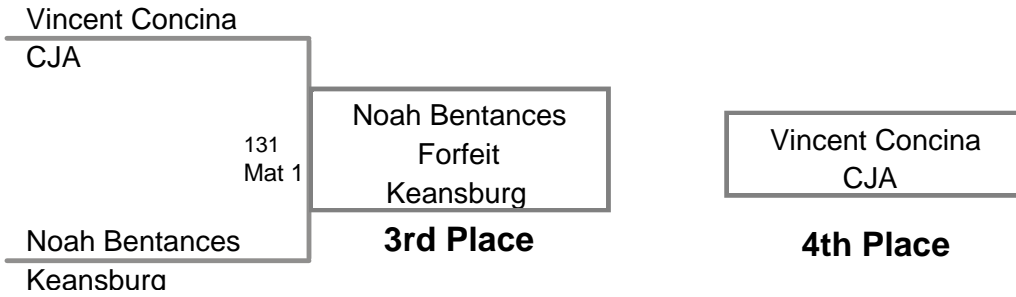 Vincent Concina
CJA
131
Mat 1
Noah Bentances
Keansburg
Noah Bentances
Forfeit
Keansburg
3rd Place
Vincent Concina
CJA
4th Place